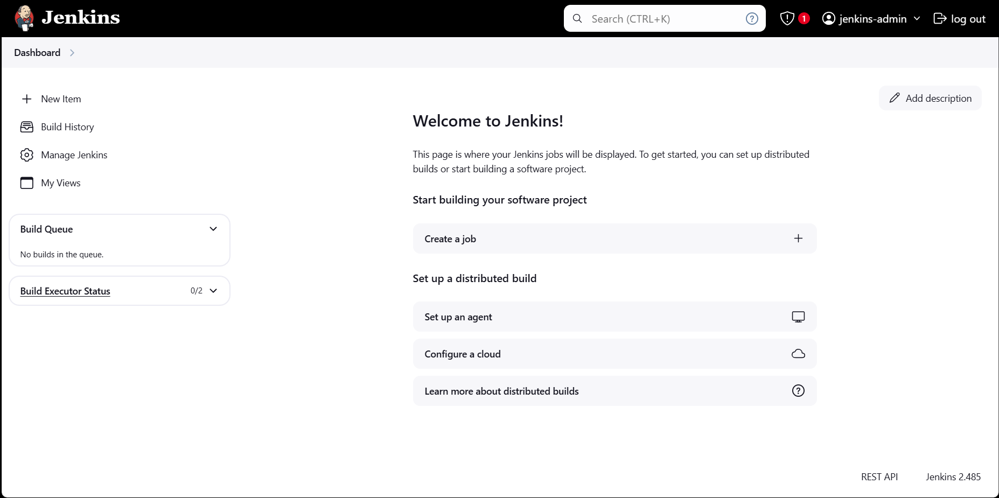 Jenkins
Search (CTRL+K)
?
! 1
jenkins-admin
log out
Dashboard
New Item
Build History
Manage Jenkins
My Views
Build Queue
No builds in the queue.
Build Executor Status 0/2
Add description
Welcome to Jenkins!
This page is where your Jenkins jobs will be displayed. To get started, you can set up distributed
builds or start building a software project.
Start building your software project
Create a job
Set up a distributed build
Set up an agent
Configure a cloud
Learn more about distributed builds ?
REST API
Jenkins 2.485